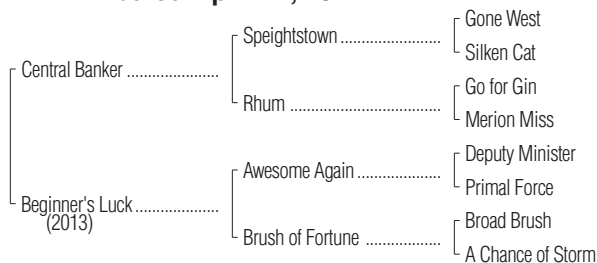 Gone West
Speightstown
Silken Cat
Central Banker
Go for Gin
Rhum
Merion Miss
Deputy Minister
Awesome Again
Primal Force
Beginner's Luck
(2013)
Broad Brush
Brush of Fortune
A Chance of Storm